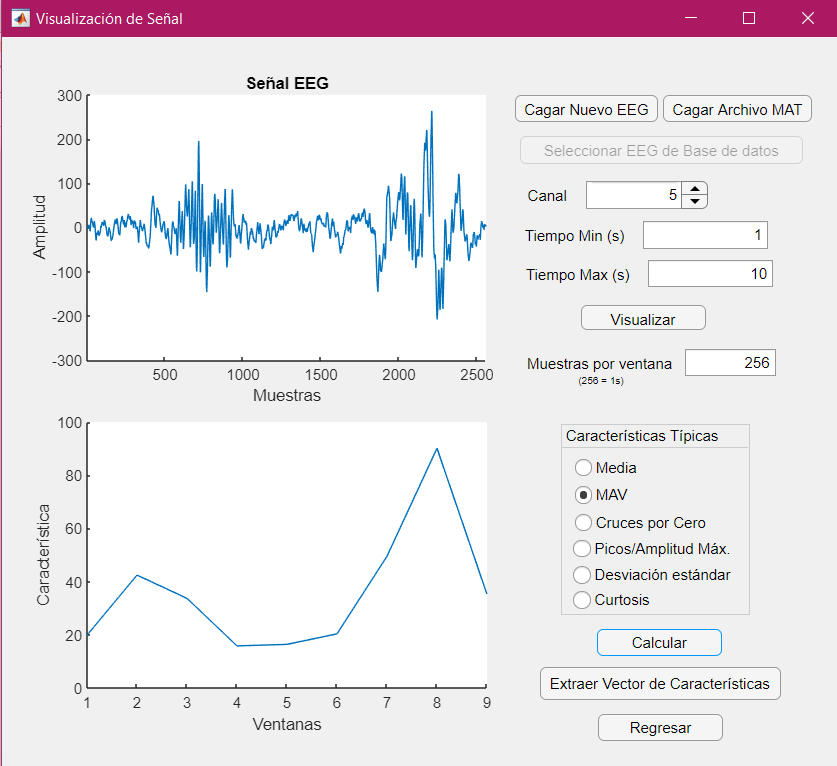 Visualización de Señal
Señal EEG
300
200
100
0
-100
-200
-300
Amplitud
500 1000 1500 2000 2500
Muestras
100
80
60
40
20
0
Característica
1 2 3 4 5 6 7 8 9
Ventanas
Cagar Nuevo EEG Cagar Archivo MAT
Seleccionar EEG de Base de datos
Canal 5
Tiempo Min (s) 1
Tiempo Max (s) 10
Visualizar
Muestras por ventana 256
(256 = 1s)
Características Típicas
Media
MAV
Cruces por Cero
Picos/Amplitud Máx.
Desviación estándar
Curtosis
Calcular
Extraer Vector de Características
Regresar